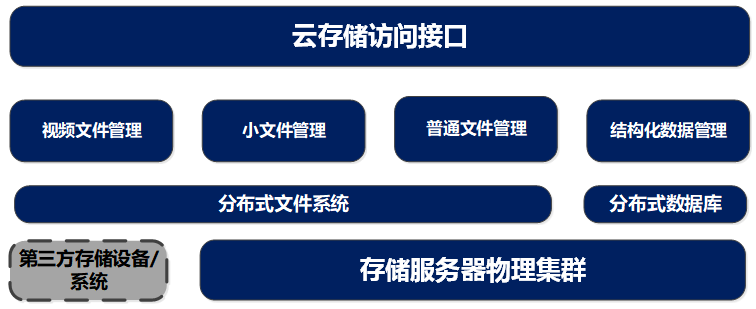 云存储访问接口
视频文件管理
小文件管理
普通文件管理
结构化数据管理
分布式文件系统
分布式数据库
第三方存储设备/
系统
存储服务器物理集群